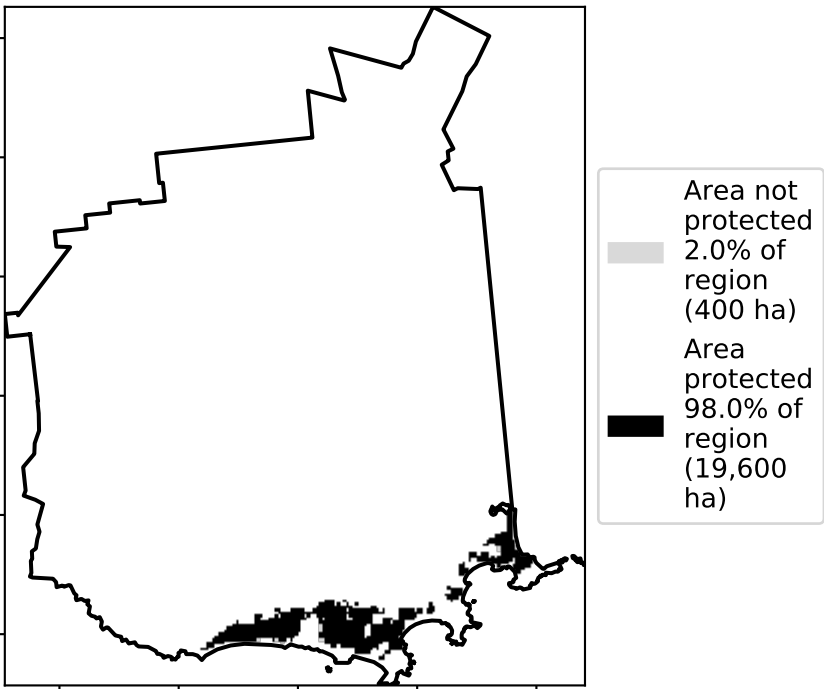 Area not
protected
2.0% of
region
(400 ha)
Area
protected
98.0% of
region
(19,600
ha)